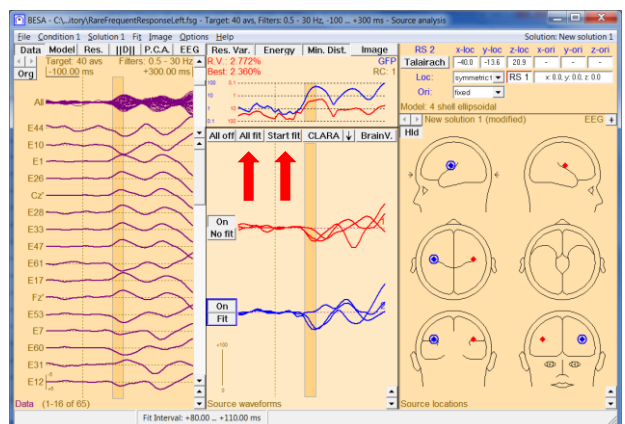 BESA - C:\...itory\RareFrequentResponseLeft.fsg - Target: 40 avs, Filters: 0.5 - 30 Hz, -100 ... +300 ms - Source analysis
File Condition 1 Solution 1 Fit Image Options Help Solution: New solution 1
Data Model Res. ||D|| P.C.A. EEG
Org Target: 40 avs Filters: 0.5 - 30 Hz
-100.00 ms +300.00 ms
All
E44
E10
E1
E26
Cz'
E28
E33
E47
E61
E17
Fz'
E53
E7
E60
E31
E12
Data (1-16 of 65)
Res. Var. Energy Min. Dist. Image
R.V.: 2.772% GFP
Best: 2.360% RC: 1
All off All fit Start fit CLARA ↓ BrainV.
On
No fit
On
Fit
+100
0
Source waveforms
RS 2 x-loc y-loc z-loc x-ori y-ori z-ori
Talairach -40.0 -13.6 20.9 - - -
Loc: symmetric t RS 1 x: 0.0, y: 0.0, z: 0.0
Ori: fixed
Model: 4 shell ellipsoidal
New solution 1 (modified) EEG +
Hld
Source locations
Fit Interval: +80.00 ... +110.00 ms